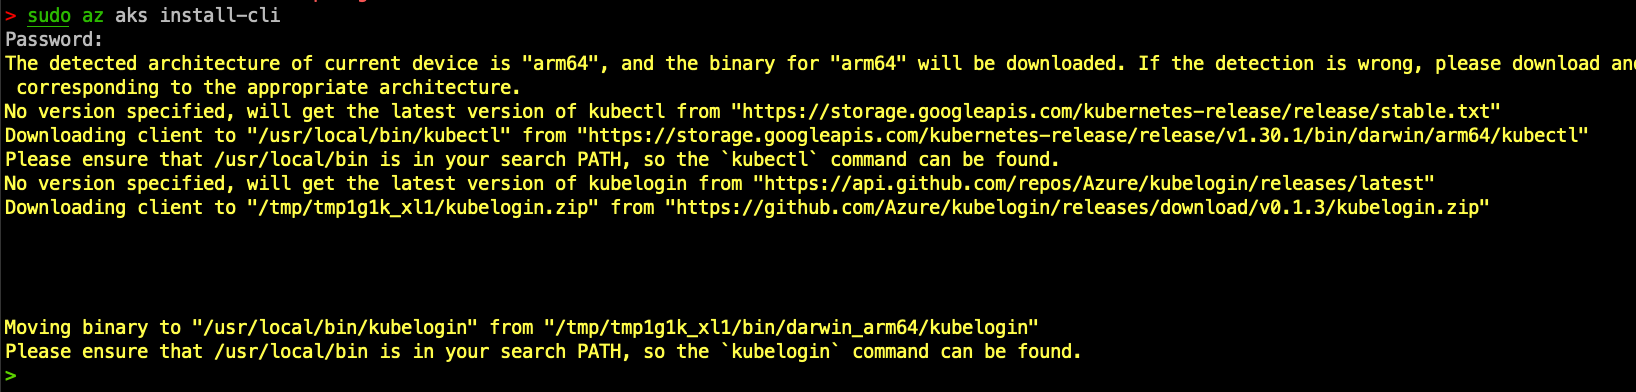 > sudo az aks install-cli
Password:
The detected architecture of current device is "arm64", and the binary for "arm64" will be downloaded. If the detection is wrong, please download and
corresponding to the appropriate architecture.
No version specified, will get the latest version of kubectl from "https://storage.googleapis.com/kubernetes-release/release/stable.txt"
Downloading client to "/usr/local/bin/kubectl" from "https://storage.googleapis.com/kubernetes-release/release/v1.30.1/bin/darwin/arm64/kubectl"
Please ensure that /usr/local/bin is in your search PATH, so the `kubectl` command can be found.
No version specified, will get the latest version of kubelogin from "https://api.github.com/repos/Azure/kubelogin/releases/latest"
Downloading client to "/tmp/tmp1g1k_xl1/kubelogin.zip" from "https://github.com/Azure/kubelogin/releases/download/v0.1.3/kubelogin.zip"
Moving binary to "/usr/local/bin/kubelogin" from "/tmp/tmp1g1k_xl1/bin/darwin_arm64/kubelogin"
Please ensure that /usr/local/bin is in your search PATH, so the `kubelogin` command can be found.
>